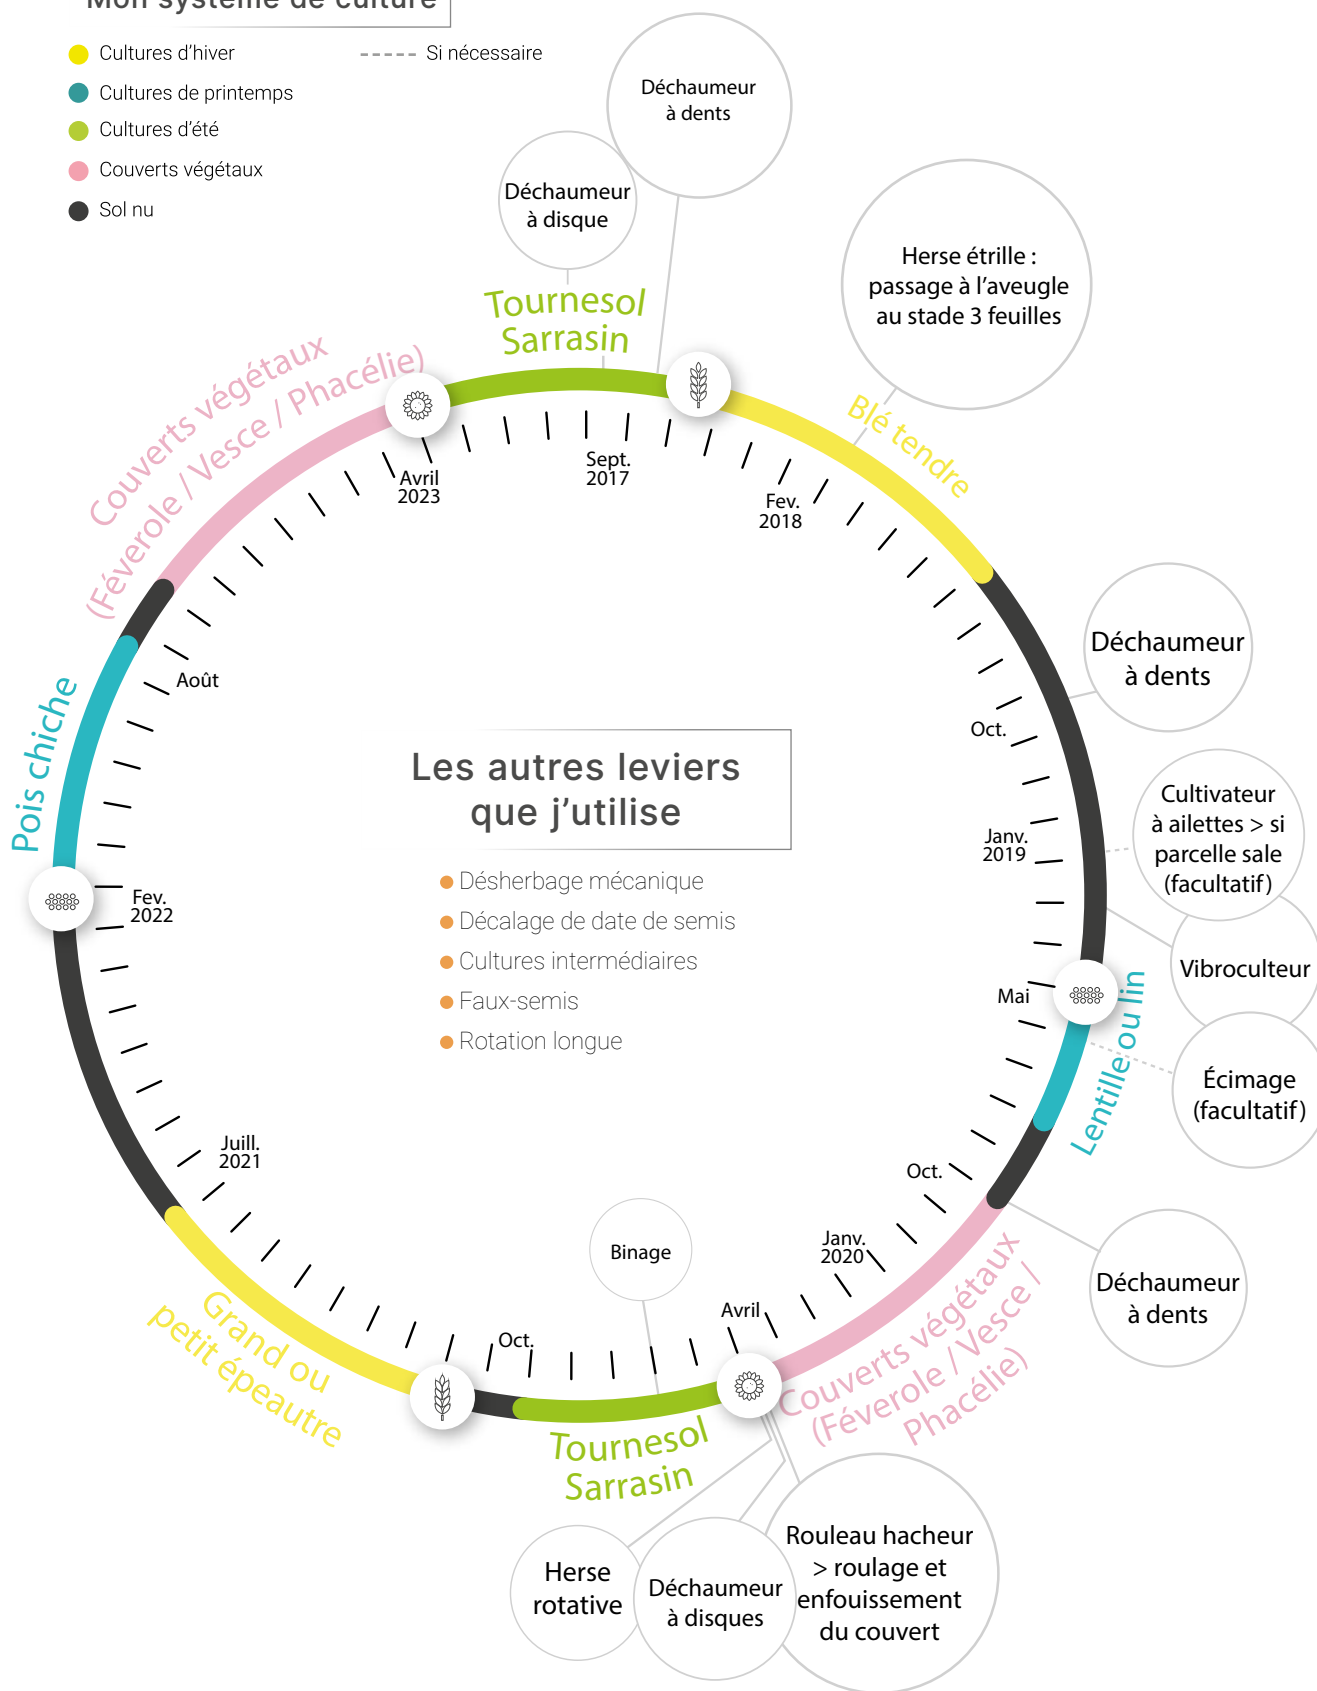 Mon système de culture
Cultures d'hiver
Si nécessaire
Cultures de printemps
Cultures d'été
Couverts végétaux
Sol nu
Déchaumeur
à dents
Déchaumeur
à disque
Herse étrille :
passage à l'aveugle
au stade 3 feuilles
Tournesol
Sarrasin
Blé tendre
Couverts végétaux
(Féverole / Vesce / Phacélie)
Avril
2023
Sept.
2017
Fev.
2018
Déchaumeur
à dents
Août
Oct.
Pois chiche
Les autres leviers
que j'utilise
Désherbage mécanique
Décalage de date de semis
Cultures intermédiaires
Faux-semis
Rotation longue
Cultivateur
à ailettes > si
parcelle sale
(facultatif)
Janv.
2019
Fev.
2022
Vibroculteur
Mai
Lentille ou lin
Écimage
(facultatif)
Juill.
2021
Oct.
Janv.
2020
Binage
Déchaumeur
à dents
Avril
Oct.
Grand ou
petit épeautre
Couverts végétaux
(Féverole / Vesce /
Phacélie)
Tournesol
Sarrasin
Herse
rotative
Déchaumeur
à disques
Rouleau hacheur
> roulage et
enfouissement
du couvert